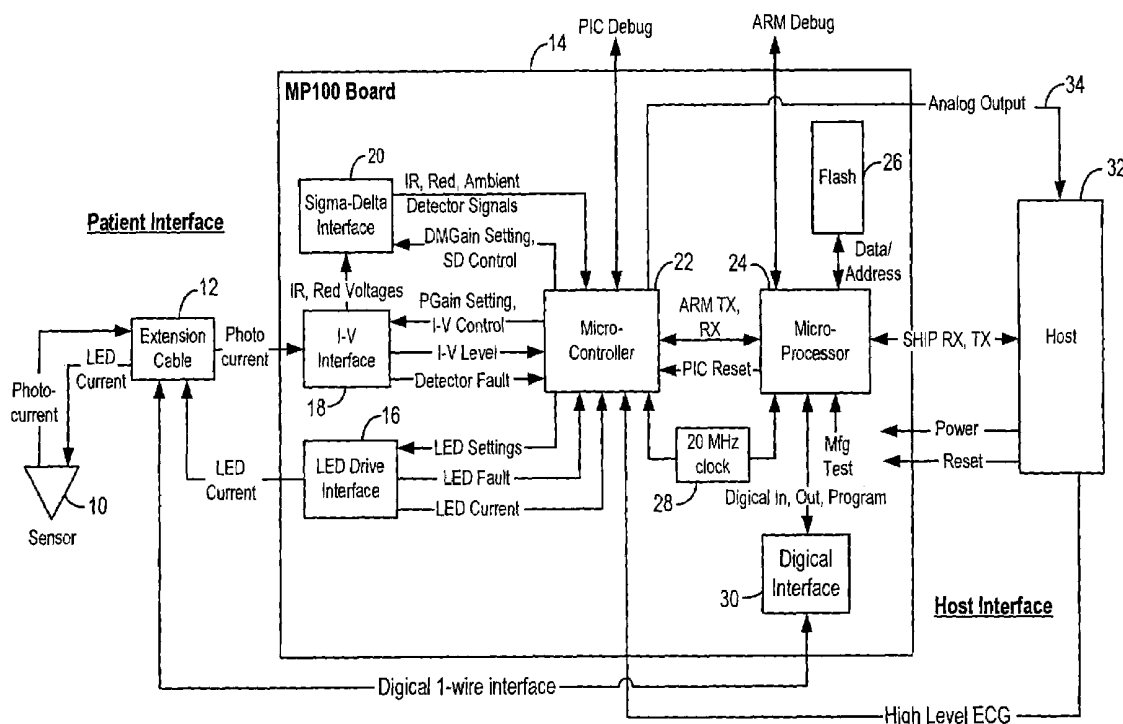 PIC Debug
ARM Debug
14
MP100 Board
Analog Output
34
20
IR, Red, Ambient
Detector Signals
Sigma-Delta
Interface
Flash
26
32
Patient Interface
DMGain Setting,
SD Control
22
24
Data/
Address
12
IR, Red Voltages
PGain Setting,
I-V Control
ARM TX,
RX
Extension
Cable
Photo
current
I-V
Interface
I-V Level
Micro-
Controller
Micro-
Processor
SHIP RX, TX
Host
LED
Current
Detector Fault
PIC Reset
18
Photo-
current
16
LED Settings
20 MHz
clock
Mfg
Test
Power
Reset
LED
Current
LED Drive
Interface
LED Fault
28
LED Current
Digical In, Out, Program
10
Sensor
Digical
Interface
30
Host Interface
Digical 1-wire interface
High Level ECG